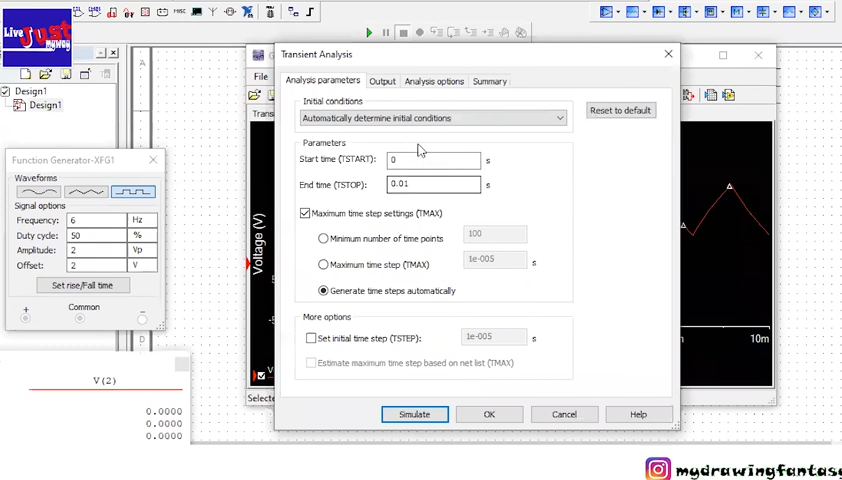 MISC
Live Just
myway
Transient Analysis
File
Analysis parameters Output Analysis options Summary
Initial conditions
Automatically determine initial conditions
Reset to default
Parameters
Start time (TSTART): 0 s
End time (TSTOP): 0.01 s
Maximum time step settings (TMAX)
Minimum number of time points 100
Maximum time step (TMAX) 1e-005 s
Generate time steps automatically
More options
Set initial time step (TSTEP): 1e-005 s
Estimate maximum time step based on net list (TMAX)
Simulate OK Cancel Help
Design1
Design1
A
Function Generator-XFG1
Waveforms
Signal options
Frequency: 6 Hz
Duty cycle: 50 %
Amplitude: 2 Vp
Offset: 2 V
Set rise/Fall time
+ Common -
V(2)
0.0000
0.0000
0.0000
Tran
Voltage (V)
10m
Selecte
mydrawingfantase